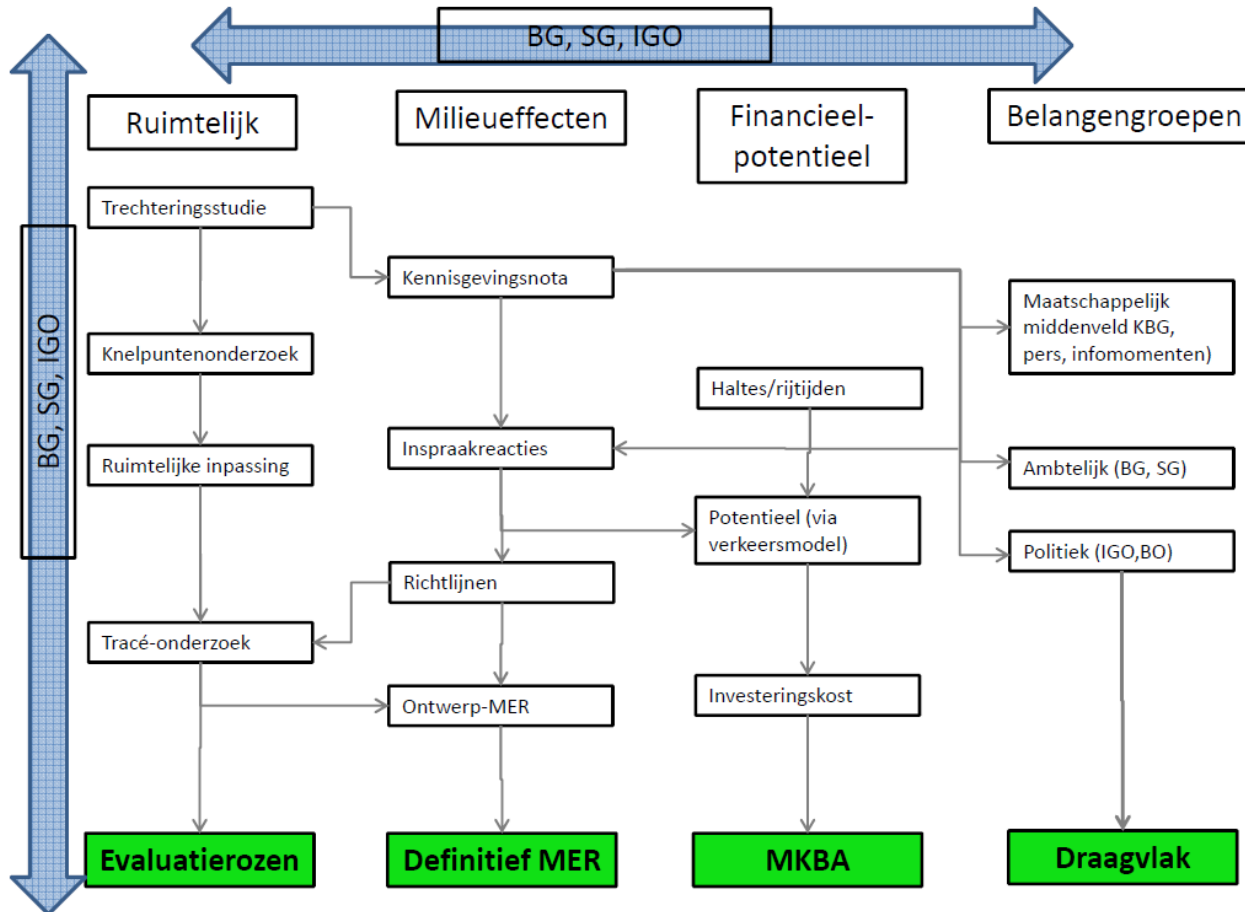 BG, SG, IGO
BG, SG, IGO
Ruimtelijk
Milieueffecten
Financieel-
potentieel
Belangengroepen
Trechteringsstudie
Kennisgevingsnota
Maatschappelijk
middenveld KBG,
pers, infomomenten)
Knelpuntenonderzoek
Haltes/rijtijden
Ruimtelijke inpassing
Inspraakreacties
Ambtelijk (BG, SG)
Potentieel (via
verkeersmodel)
Politiek (IGO,BO)
Richtlijnen
Tracé-onderzoek
Ontwerp-MER
Investeringskost
Evaluatierozen
Definitief MER
MKBA
Draagvlak